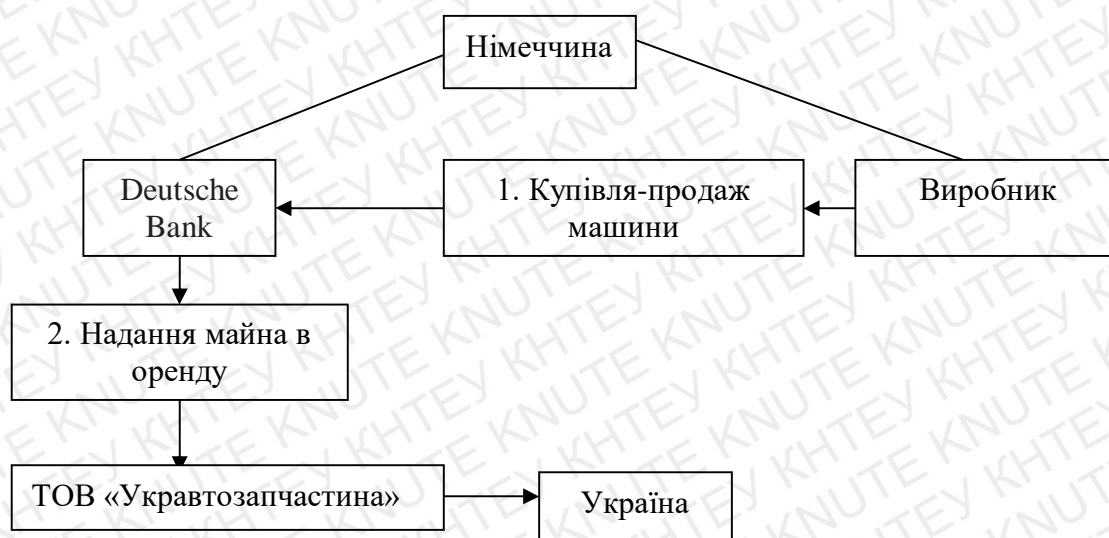 Німеччина
Deutsche
Bank
1. Купівля-продаж
машини
Виробник
2. Надання майна в
оренду
ТОВ «Укравтозапчастина»
Україна